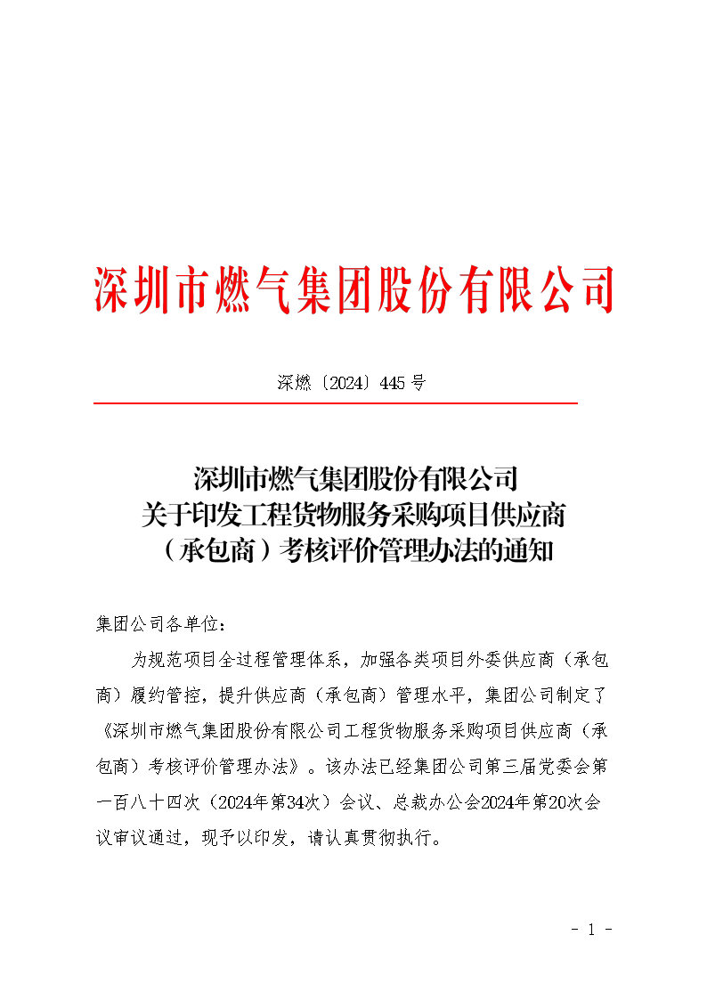 深圳市燃气集团股份有限公司
深燃〔2024〕445 号
深圳市燃气集团股份有限公司
关于印发工程货物服务采购项目供应商
（承包商）考核评价管理办法的通知
集团公司各单位：
为规范项目全过程管理体系，加强各类项目外委供应商（承包
商）履约管控，提升供应商（承包商）管理水平，集团公司制定了
《深圳市燃气集团股份有限公司工程货物服务采购项目供应商（承
包商）考核评价管理办法》。该办法已经集团公司第三届党委会第
一百八十四次（2024年第34次）会议、总裁办公会2024年第20次会
议审议通过，现予以印发，请认真贯彻执行。
- 1 -